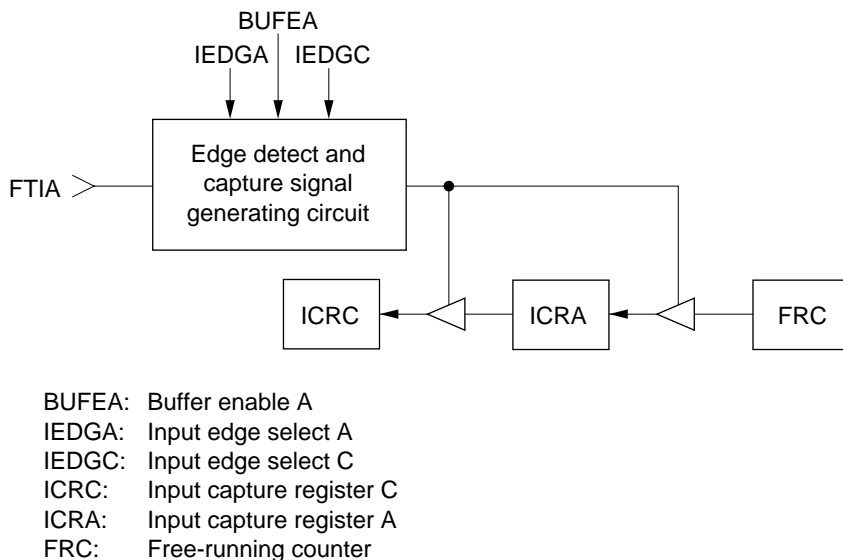 BUFEA
IEDGA IEDGC
FTIA
Edge detect and
capture signal
generating circuit
ICRC ICRA FRC
BUFEA: Buffer enable A
IEDGA: Input edge select A
IEDGC: Input edge select C
ICRC: Input capture register C
ICRA: Input capture register A
FRC: Free-running counter